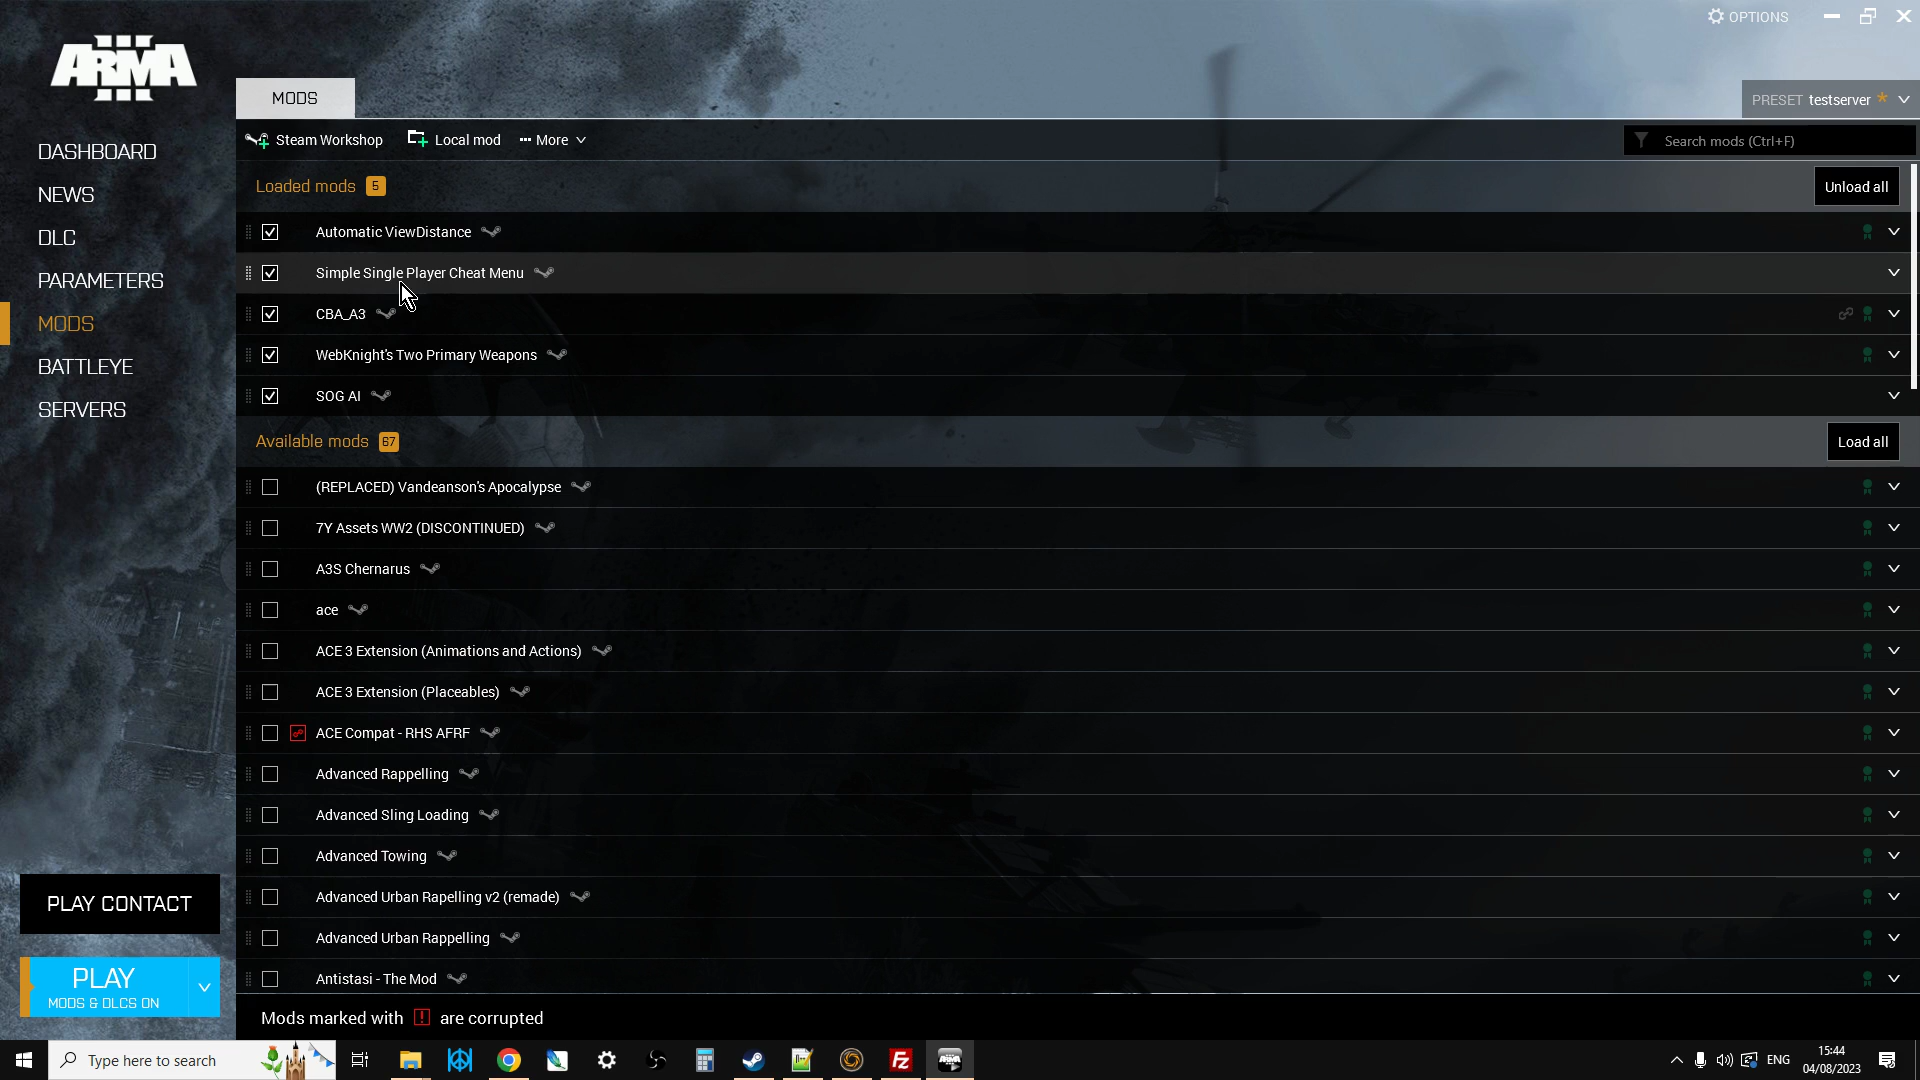 OPTIONS
ARMA
MODS
PRESET testserver *
DASHBOARD
NEWS
DLC
PARAMETERS
MODS
BATTLEYE
SERVERS
Steam Workshop
Local mod
More
Search mods (Ctrl+F)
Loaded mods 5
Unload all
Automatic ViewDistance
Simple Single Player Cheat Menu
CBA_A3
WebKnight's Two Primary Weapons
SOG AI
Available mods 67
Load all
(REPLACED) Vandeanson's Apocalypse
7Y Assets WW2 (DISCONTINUED)
A3S Chernarus
ace
ACE 3 Extension (Animations and Actions)
ACE 3 Extension (Placeables)
ACE Compat - RHS AFRF
Advanced Rappelling
Advanced Sling Loading
Advanced Towing
Advanced Urban Rapelling v2 (remade)
Advanced Urban Rappelling
Antistasi - The Mod
PLAY CONTACT
PLAY
MODS & DLCS ON
Mods marked with ! are corrupted
Type here to search
Fz
ARMA
ENG
15:44
04/08/2023